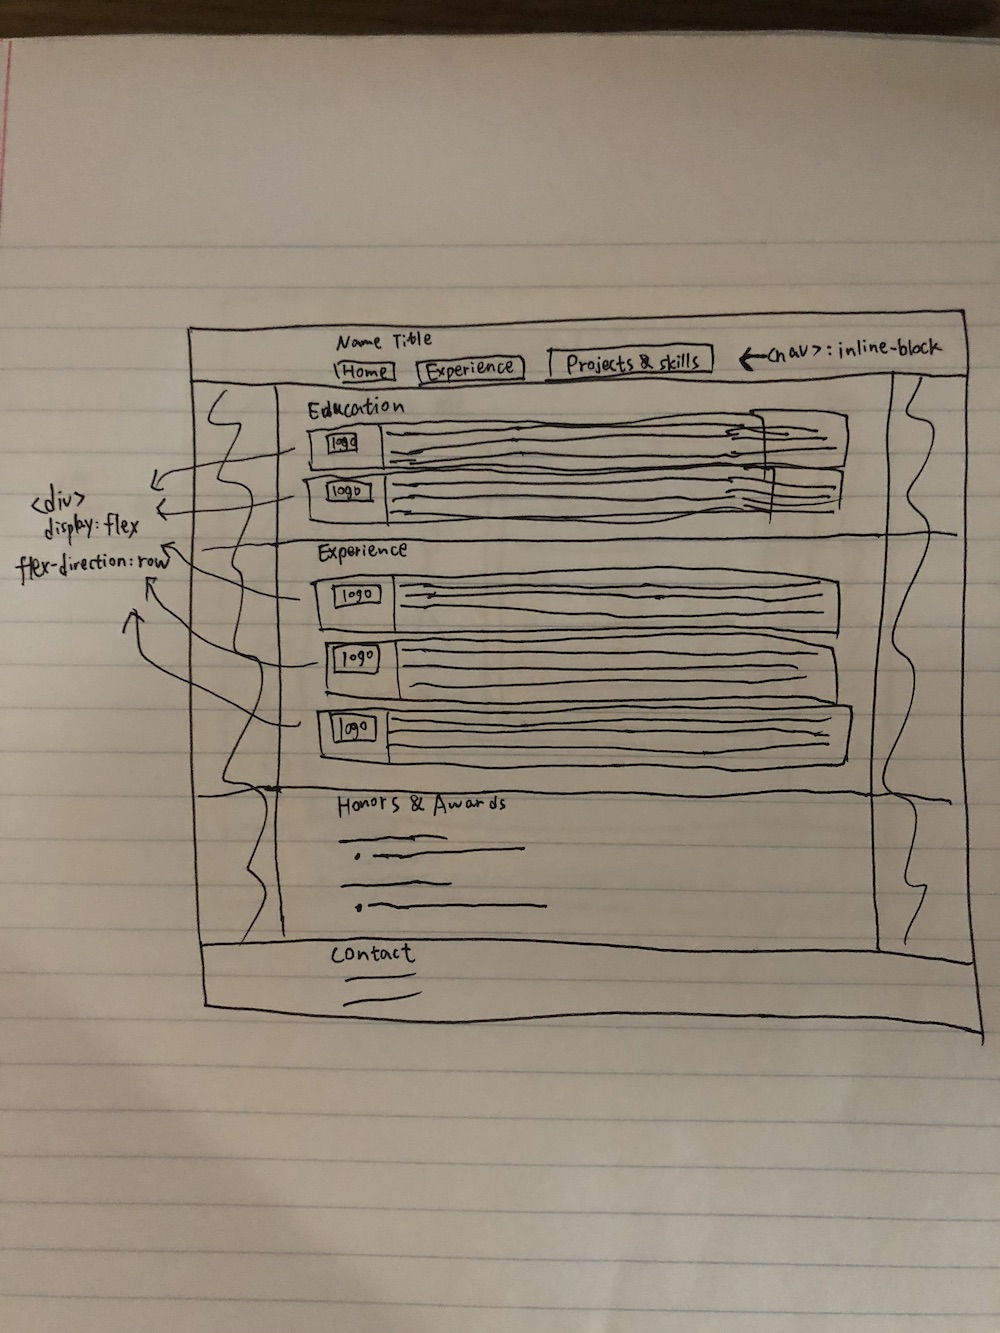 Name Title
Home Experience Projects & skills ←<nav>: inline-block
Education
logo
logo
<div>
display: flex
flex-direction: row
Experience
logo
logo
logo
Honors & Awards
Contact